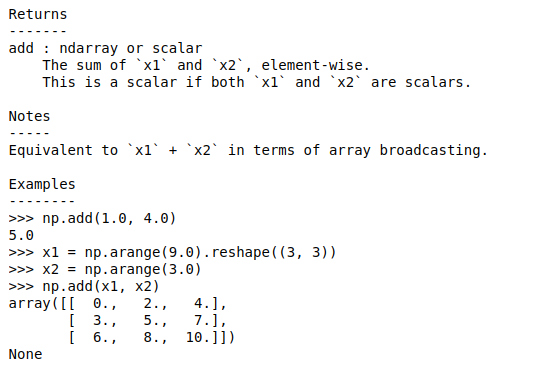 Returns
-------
add : ndarray or scalar
    The sum of `x1` and `x2`, element-wise.
    This is a scalar if both `x1` and `x2` are scalars.

Notes
-----
Equivalent to `x1` + `x2` in terms of array broadcasting.

Examples
--------
>>> np.add(1.0, 4.0)
5.0
>>> x1 = np.arange(9.0).reshape((3, 3))
>>> x2 = np.arange(3.0)
>>> np.add(x1, x2)
array([[  0.,   2.,   4.],
       [  3.,   5.,   7.],
       [  6.,   8.,  10.]])
None